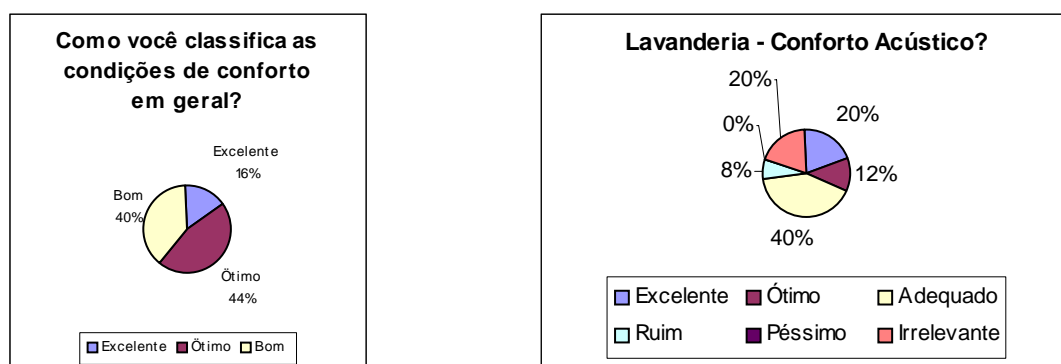 Como você classifica as
condições de conforto
em geral?
Excelente
16%
Bom
40%
Ótimo
44%
Excelente Ótimo Bom
Lavanderia - Conforto Acústico?
20%
20%
0%
8%
12%
40%
Excelente Ótimo Adequado
Ruim Péssimo Irrelevante